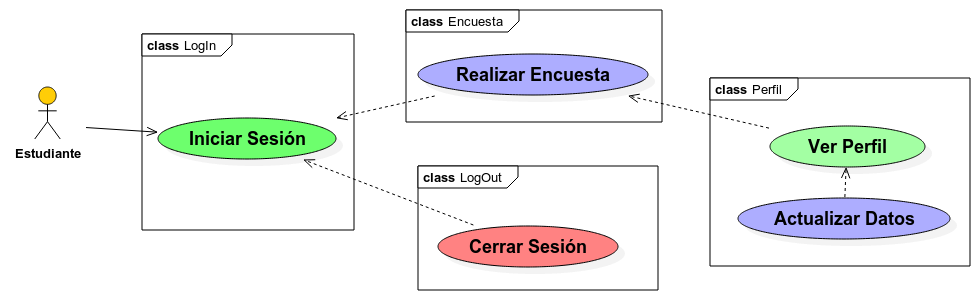 class Encuesta
Realizar Encuesta
class LogIn
Iniciar Sesión
Estudiante
class Perfil
Ver Perfil
Actualizar Datos
class LogOut
Cerrar Sesión